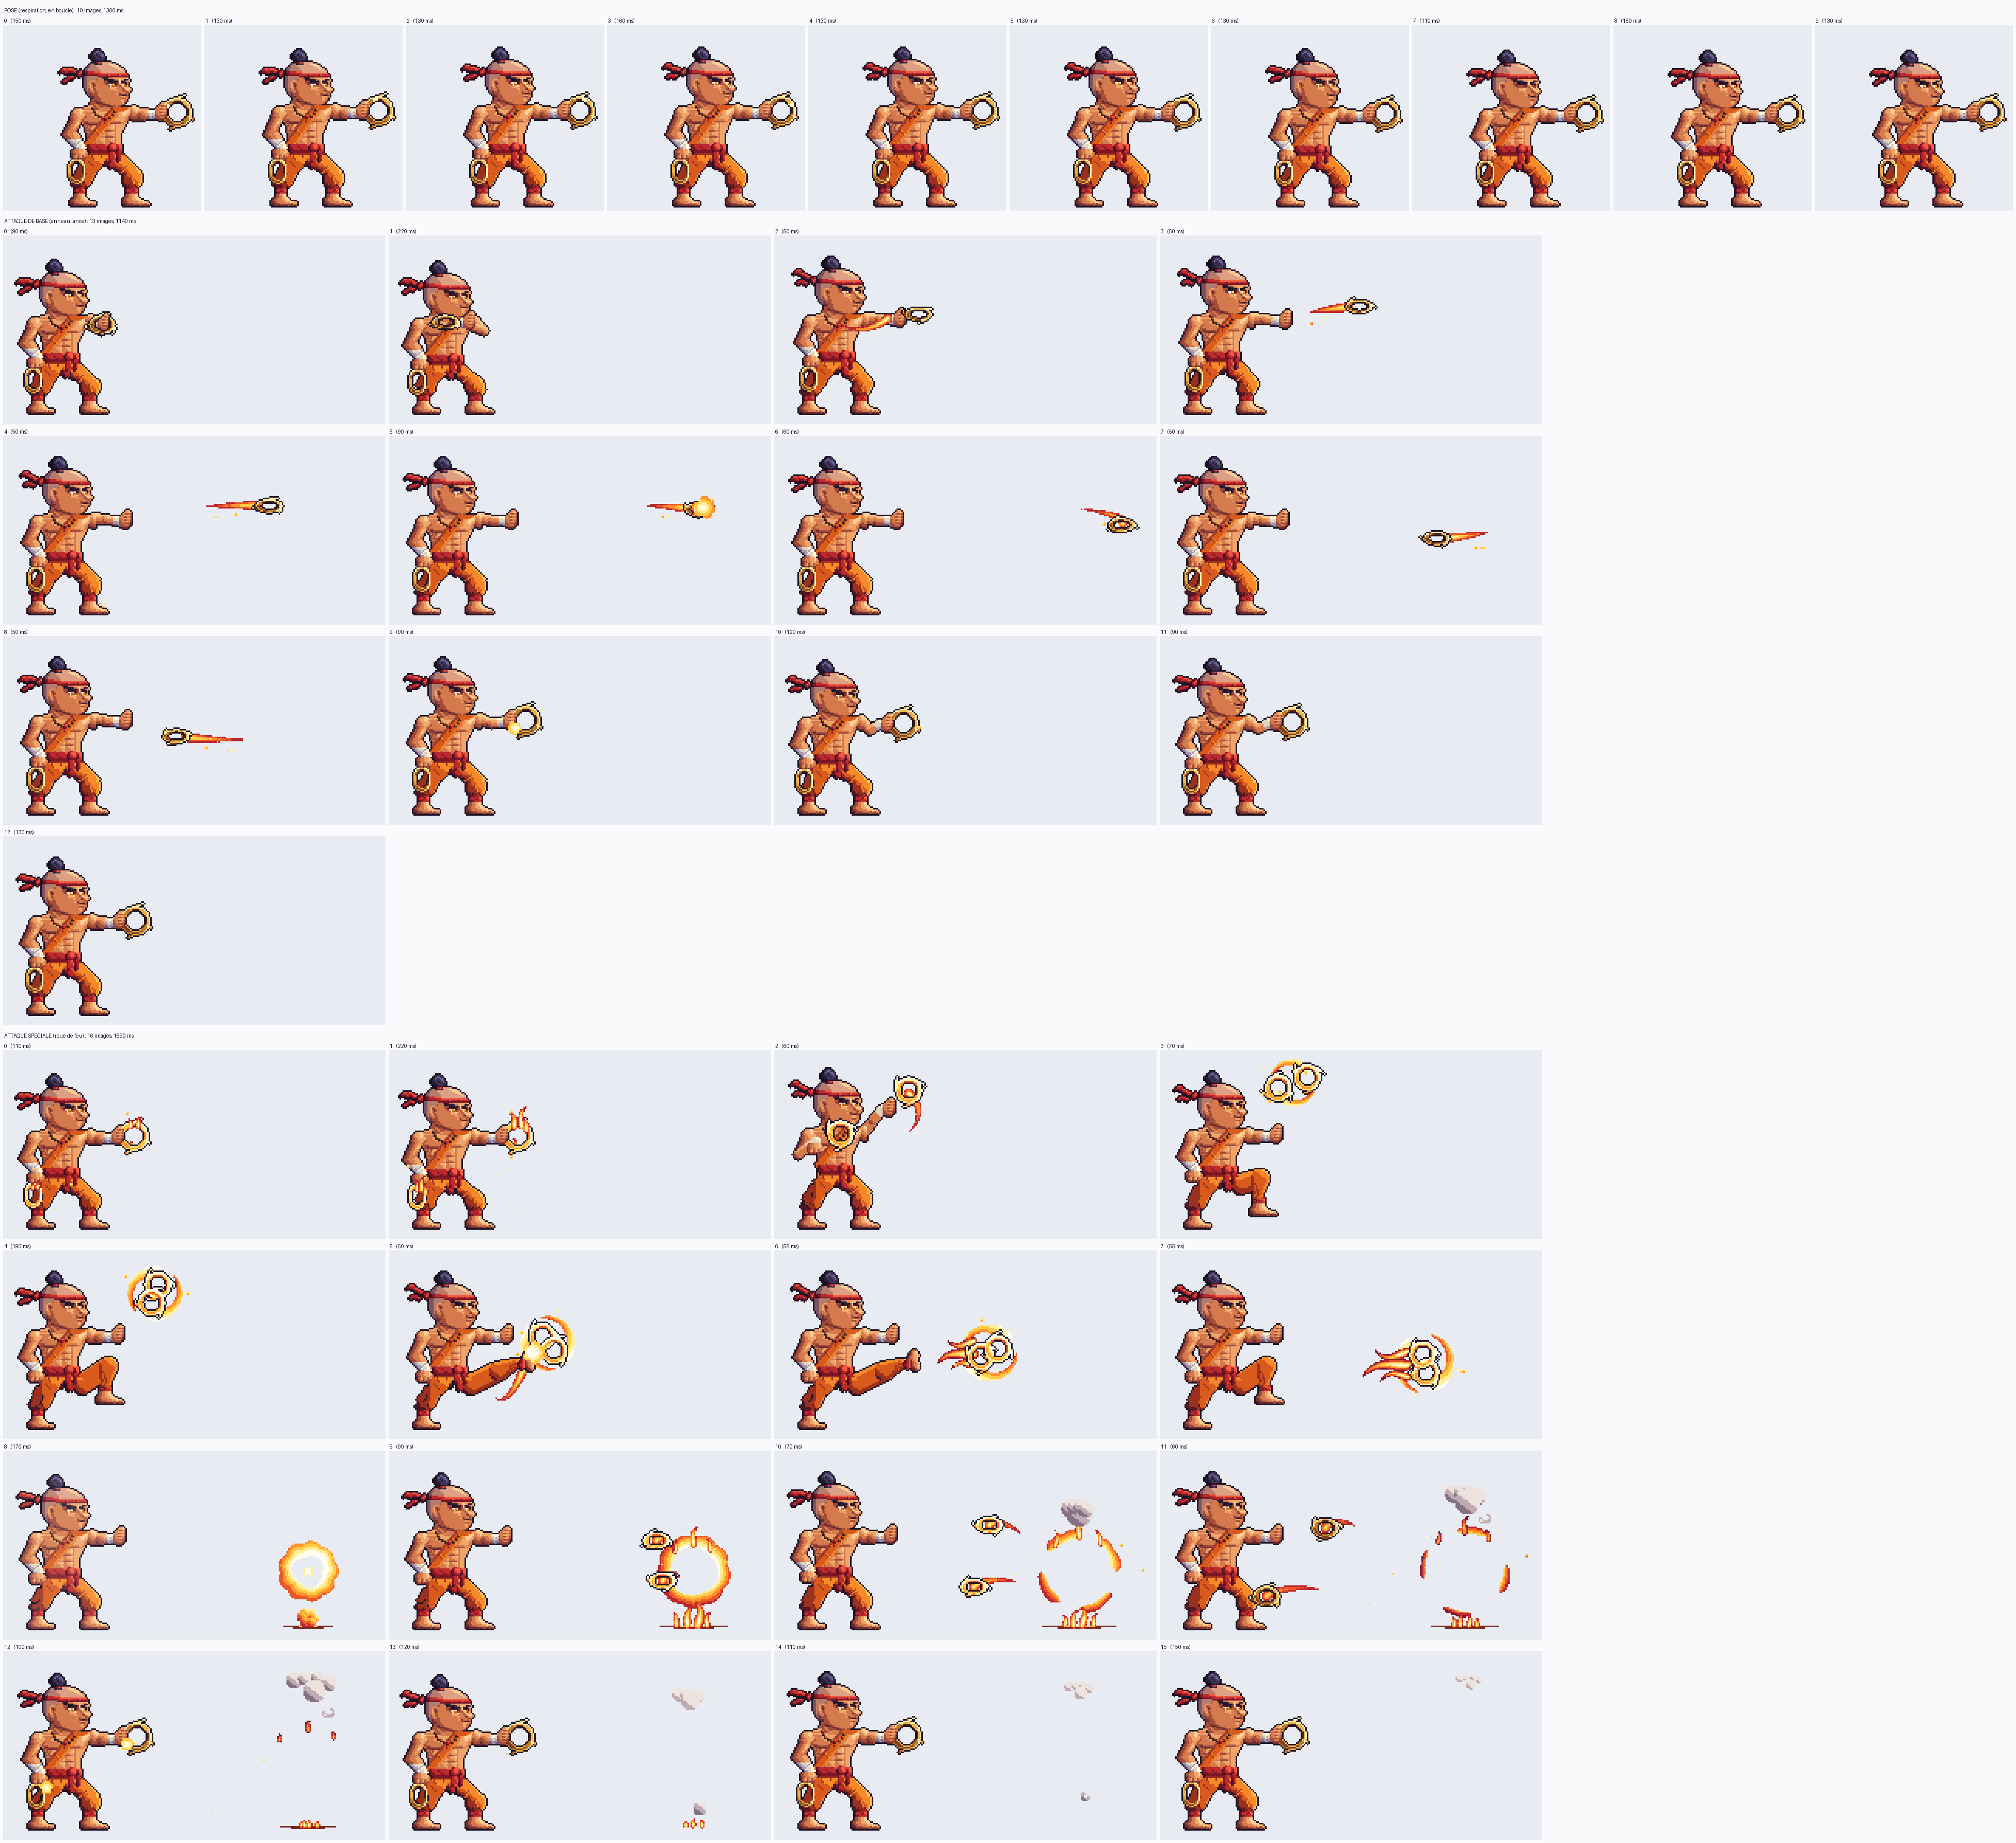 POSE (respiration, en boucle) : 10 images, 1360 ms
0 (150 ms) 1 (130 ms) 2 (130 ms) 3 (160 ms) 4 (130 ms) 5 (130 ms) 6 (130 ms) 7 (110 ms) 8 (160 ms) 9 (130 ms)
ATTAQUE DE BASE (anneau lance) : 13 images, 1140 ms
0 (90 ms) 1 (220 ms) 2 (50 ms) 3 (50 ms)
4 (50 ms) 5 (90 ms) 6 (60 ms) 7 (50 ms)
8 (50 ms) 9 (90 ms) 10 (120 ms) 11 (90 ms)
12 (130 ms)
ATTAQUE SPECIALE (roue de feu) : 16 images, 1690 ms
0 (110 ms) 1 (220 ms) 2 (60 ms) 3 (70 ms)
4 (190 ms) 5 (60 ms) 6 (55 ms) 7 (55 ms)
8 (170 ms) 9 (90 ms) 10 (70 ms) 11 (60 ms)
12 (100 ms) 13 (120 ms) 14 (110 ms) 15 (150 ms)